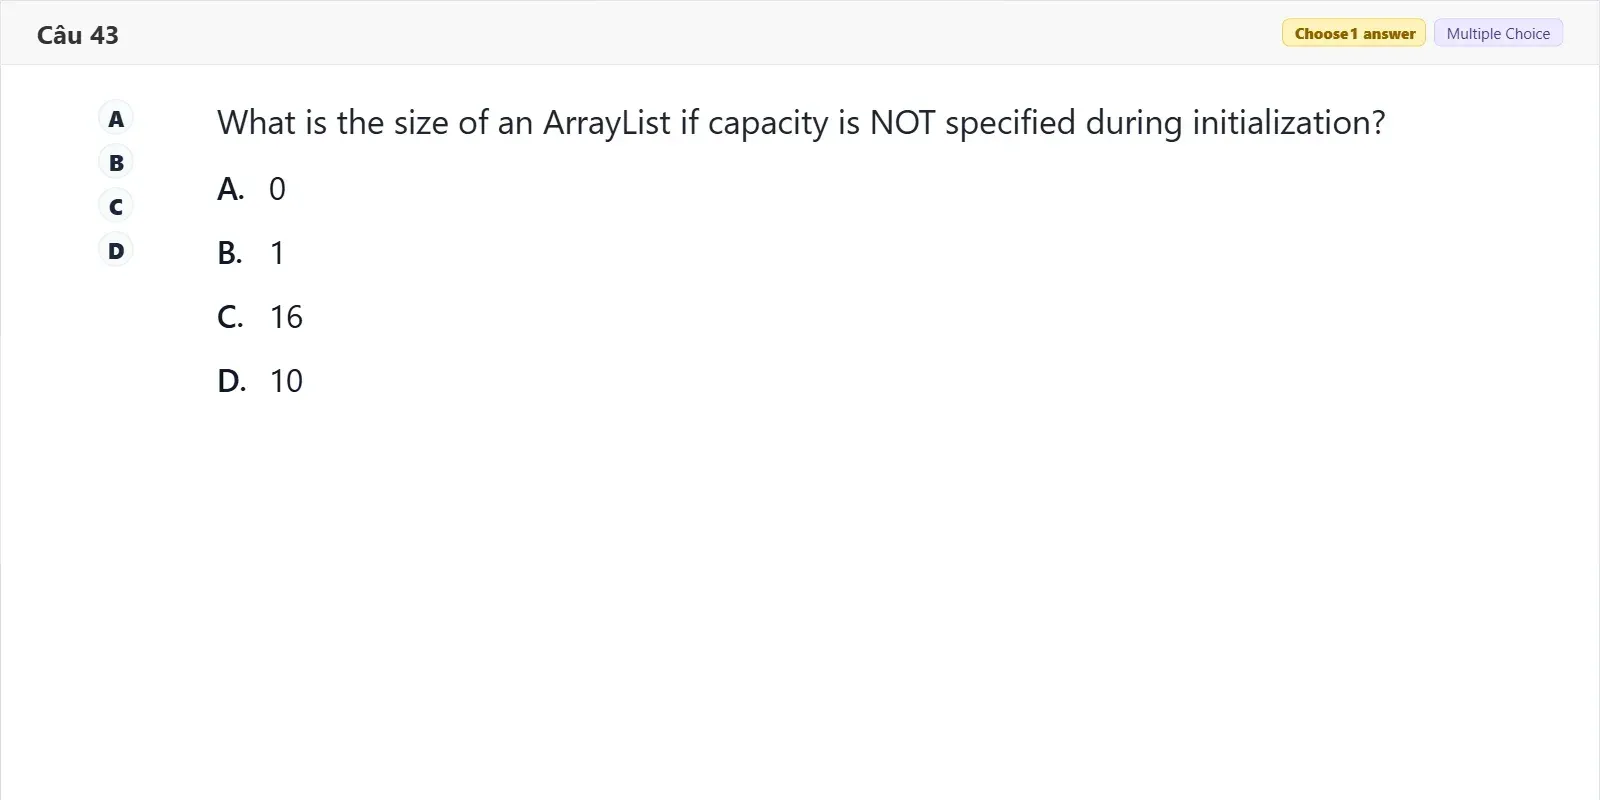 Câu 43
Choose1 answer
Multiple Choice
A
B
C
D
What is the size of an ArrayList if capacity is NOT specified during initialization?
A. 0
B. 1
C. 16
D. 10